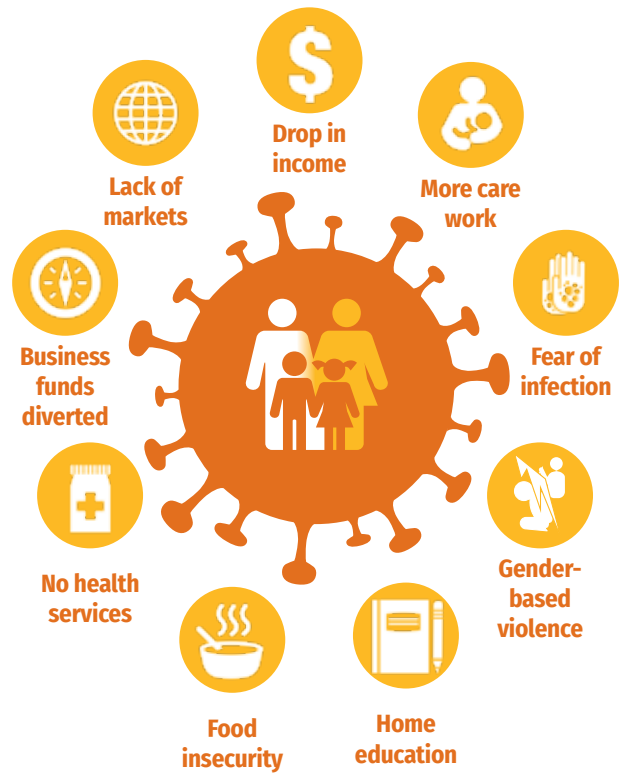 Drop in
income
More care
work
Fear of
infection
Gender-
based
violence
Home
education
Food
insecurity
No health
services
Business
funds
diverted
Lack of
markets
$